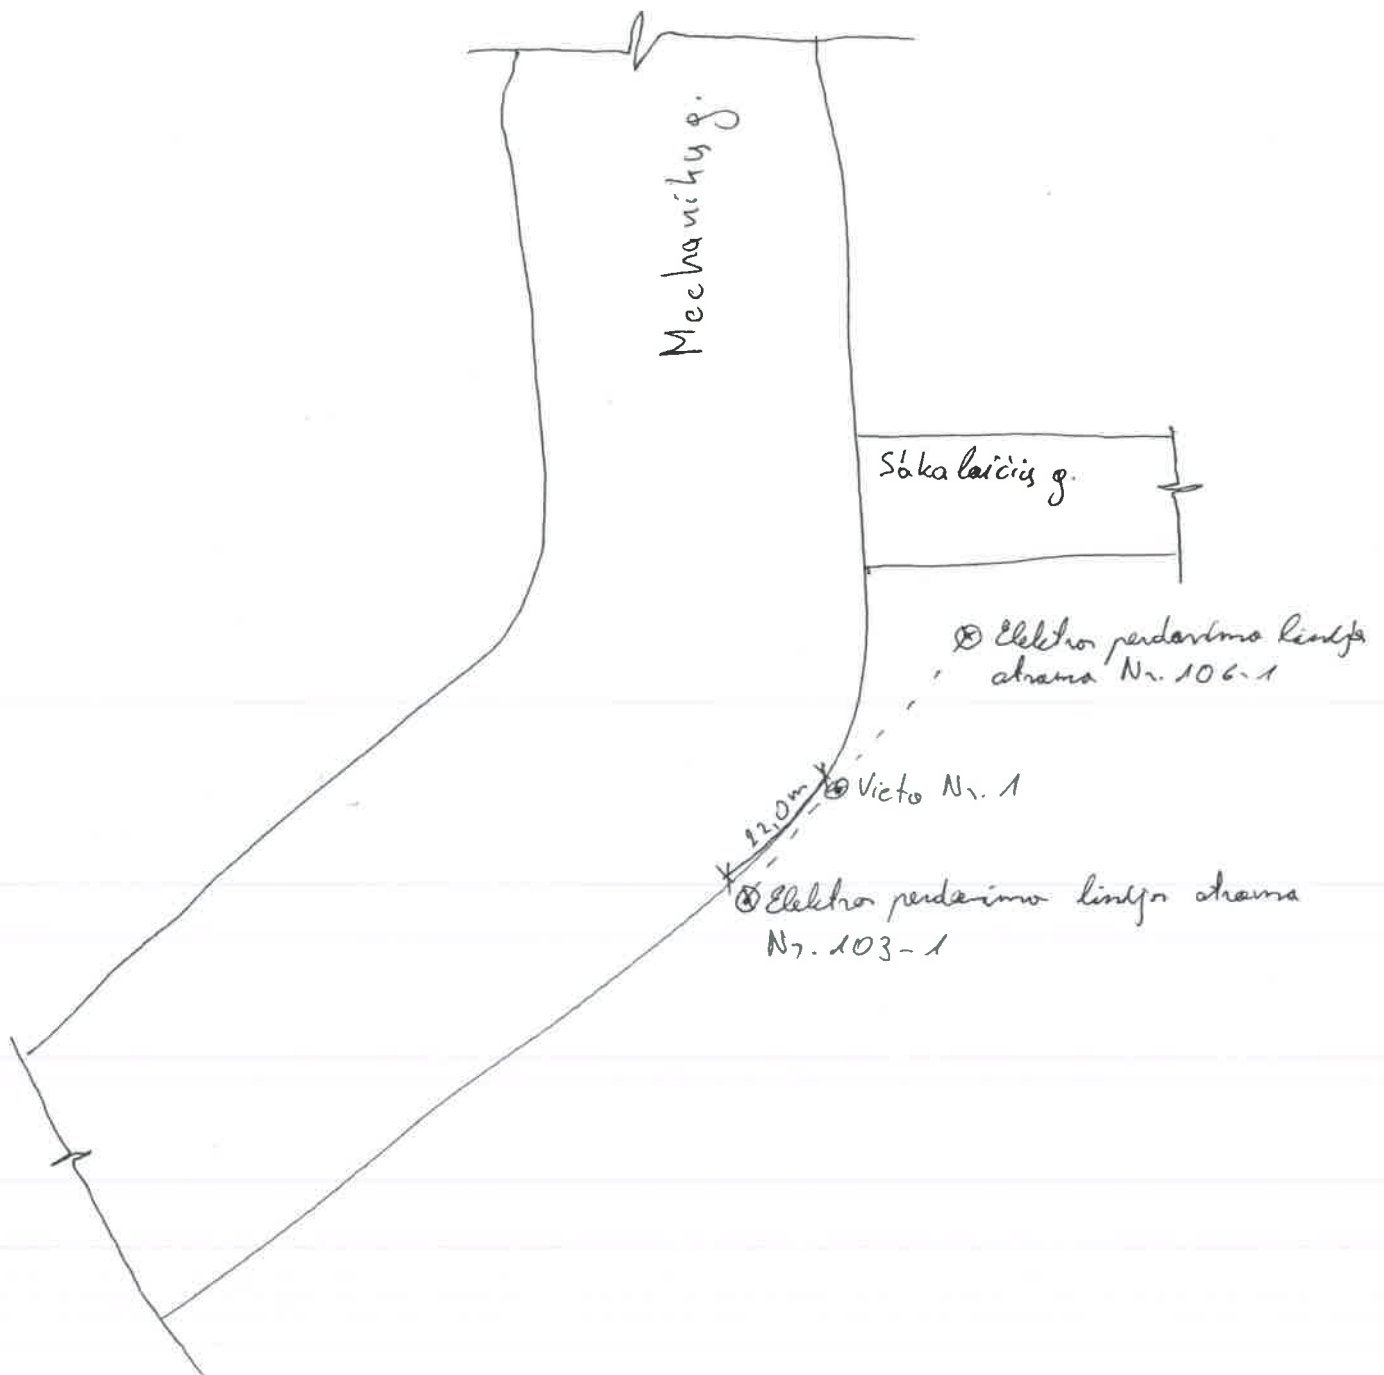 Mechanikų g.
Sakalaičių g.
Elektros perdavimo linijos
atrama Nr. 106-1
Vieta Nr. 1
22,0 m
Elektros perdavimo linijos atrama
Nr. 103-1